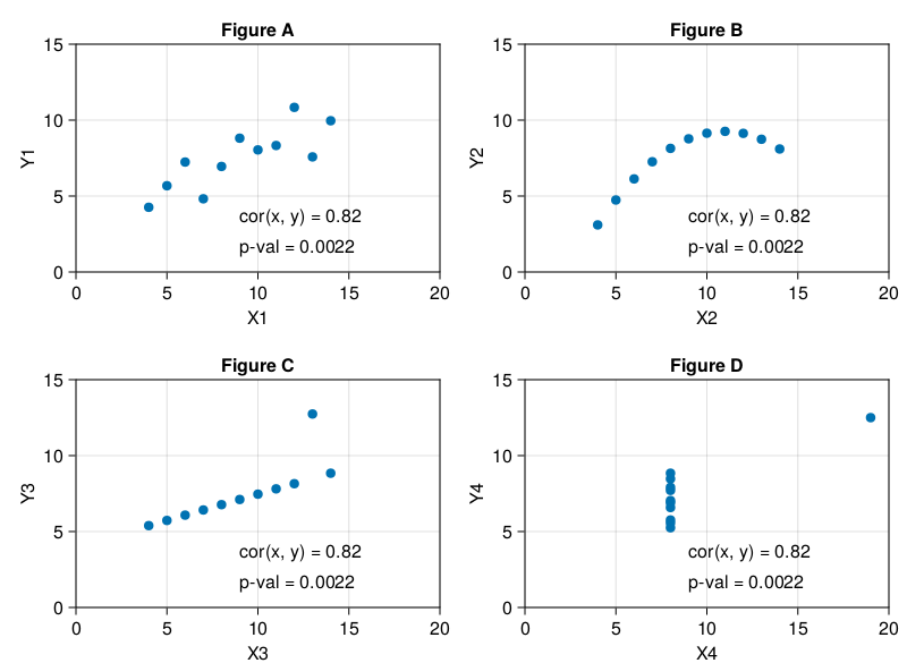 Figure A
15
10
5
0
Y1
cor(x, y) = 0.82
p-val = 0.0022
0 5 10 15 20
X1
Figure B
15
10
5
0
Y2
cor(x, y) = 0.82
p-val = 0.0022
0 5 10 15 20
X2
Figure C
15
10
5
0
Y3
cor(x, y) = 0.82
p-val = 0.0022
0 5 10 15 20
X3
Figure D
15
10
5
0
Y4
cor(x, y) = 0.82
p-val = 0.0022
0 5 10 15 20
X4